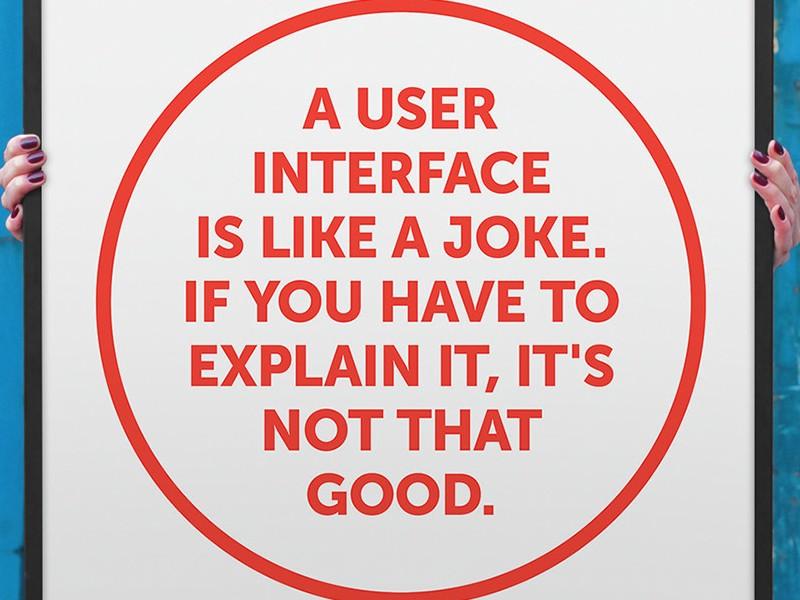 A USER
INTERFACE
IS LIKE A JOKE.
IF YOU HAVE TO
EXPLAIN IT, IT'S
NOT THAT
GOOD.